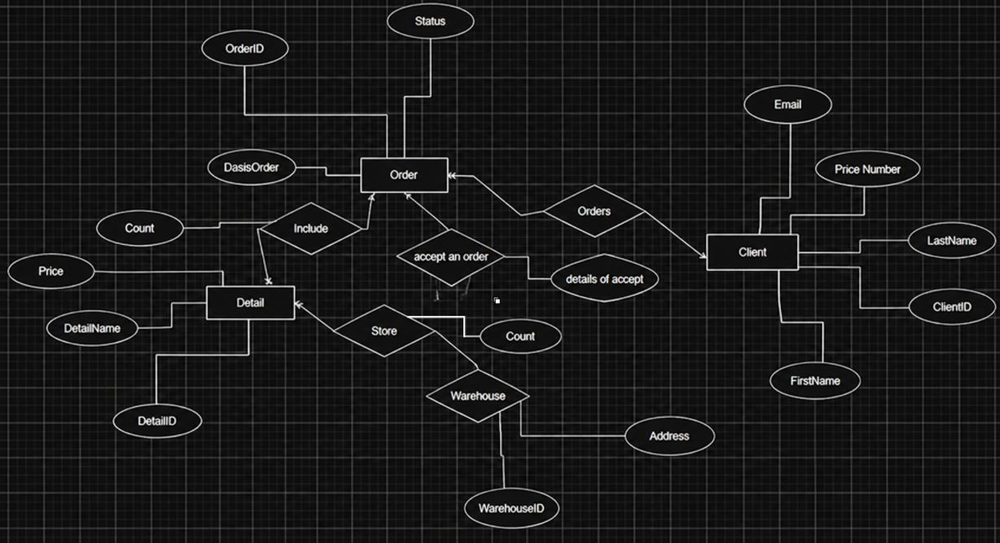 Status
OrderID
Email
DasisOrder
Price Number
Order
Orders
Count
Include
LastName
Client
accept an order
Price
details of accept
Detail
ClientID
DetailName
Store
Count
FirstName
Warehouse
DetailID
Address
WarehouseID